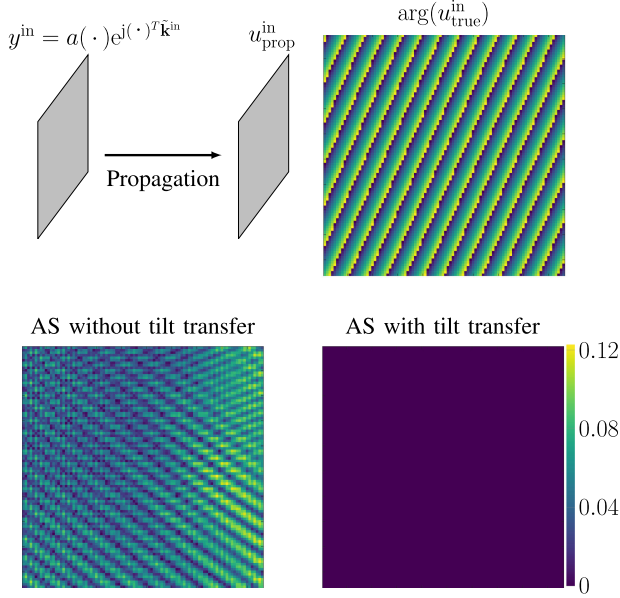 y^in = a(·)e^{j(·)^T k̃^in}
u^in_prop
arg(u^in_true)
Propagation
AS without tilt transfer
AS with tilt transfer
0.12
0.08
0.04
0